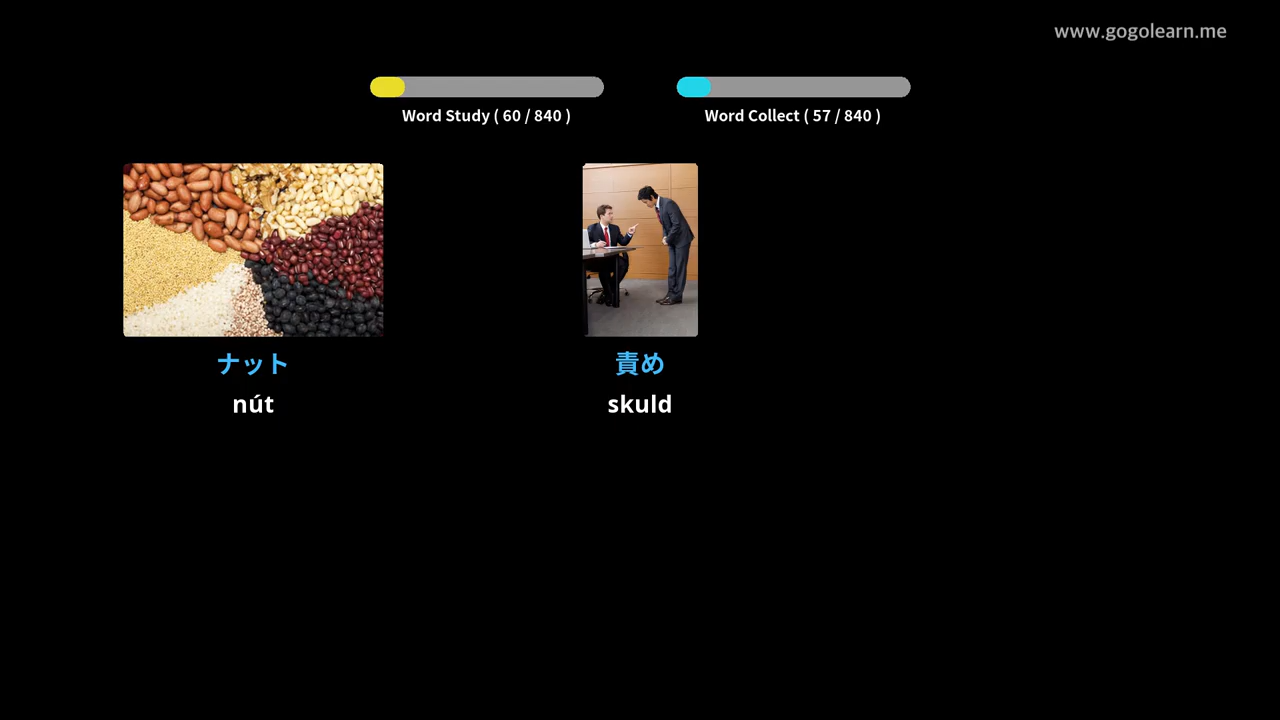 www.gogolearn.me
Word Study ( 60 / 840 )
Word Collect ( 57 / 840 )
ナット
nút
責め
skuld